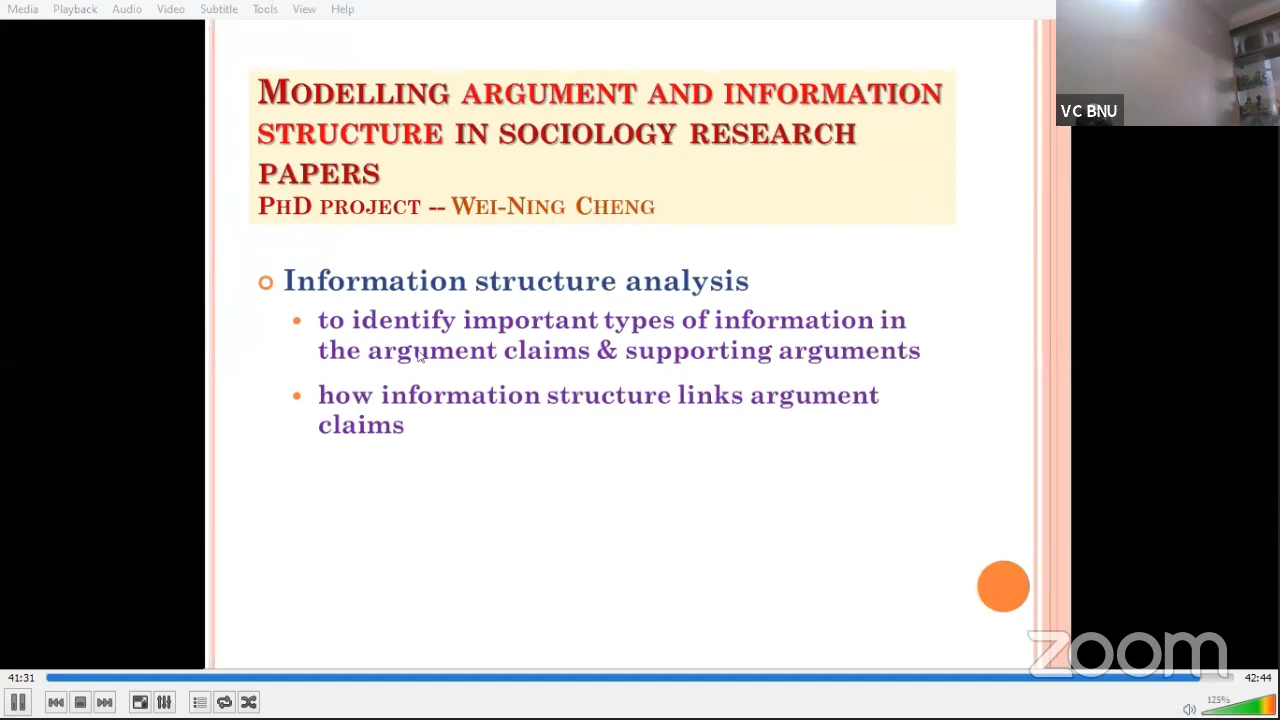 Media Playback Audio Video Subtitle Tools View Help
VC BNU
MODELLING ARGUMENT AND INFORMATION
STRUCTURE IN SOCIOLOGY RESEARCH
PAPERS
PHD PROJECT -- WEI-NING CHENG
Information structure analysis
to identify important types of information in
the argument claims & supporting arguments
how information structure links argument
claims
zoom
41:31
42:44
125%